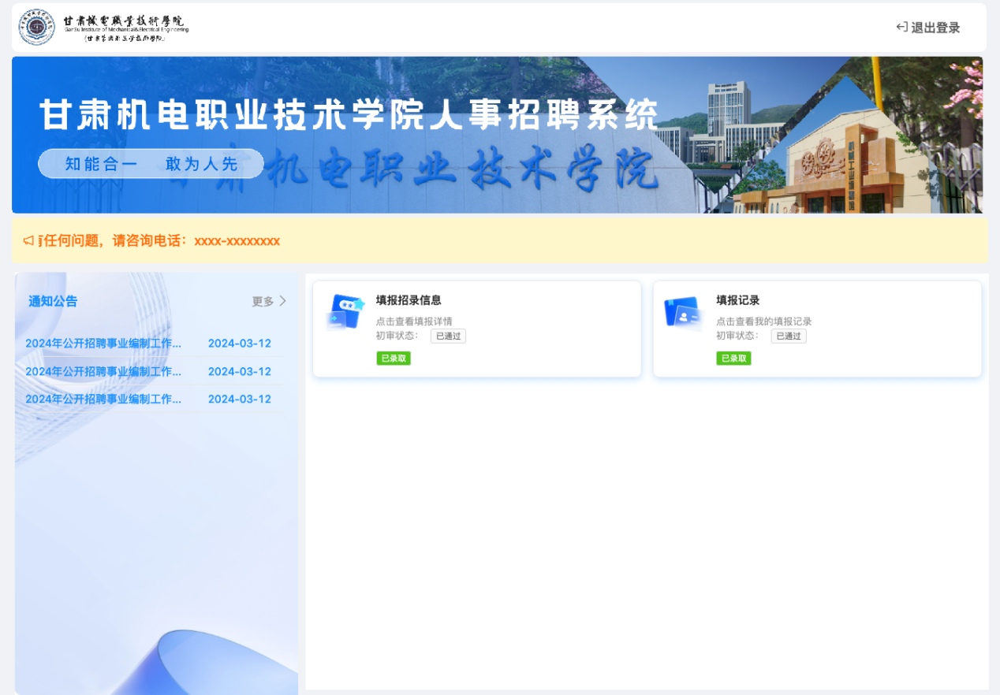 甘肅機電職業技術學院
GanSu Institute of Mechanical&Electrical Engineering
退出登录
甘肃机电职业技术学院人事招聘系统
知能合一 敢为人先
甘肃机电职业技术学院
任何问题，请咨询电话：xxxx-xxxxxxxx
通知公告
更多
2024年公开招聘事业编制工作... 2024-03-12
2024年公开招聘事业编制工作... 2024-03-12
2024年公开招聘事业编制工作... 2024-03-12
填报招录信息
点击查看填报详情
初审状态： 已通过
已录取
填报记录
点击查看我的填报记录
初审状态： 已通过
已录取